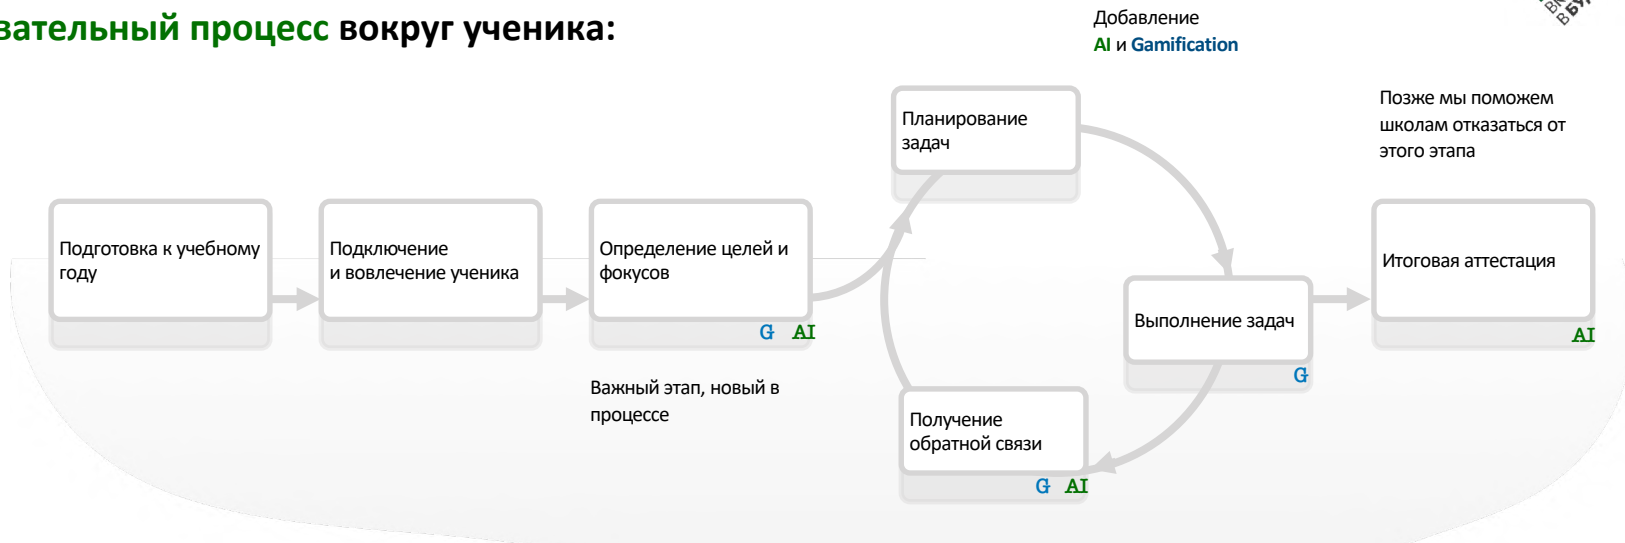 вательный процесс вокруг ученика:
Добавление
AI и Gamification
Планирование
задач
Позже мы поможем
школам отказаться от
этого этапа
Подготовка к учебному
году
Подключение
и вовлечение ученика
Определение целей и
фокусов
G AI
Важный этап, новый в
процессе
Выполнение задач
G
Итоговая аттестация
AI
Получение
обратной связи
G AI